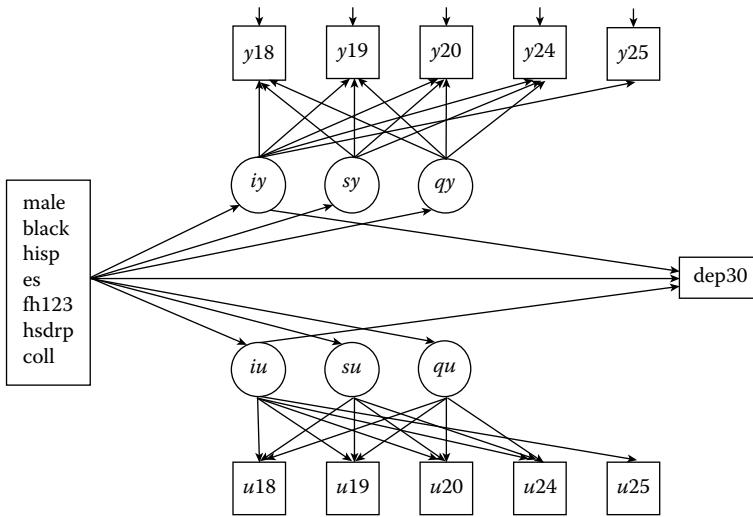 y18 y19 y20 y24 y25
iy sy qy
male
black
hisp
es
fh123
hsdrp
coll
dep30
iu su qu
u18 u19 u20 u24 u25